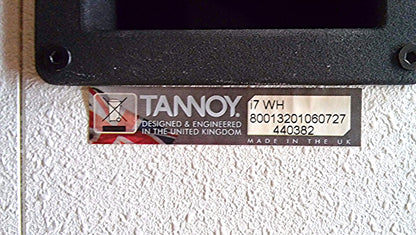 TANNOY
DESIGNED & ENGINEERED
IN THE UNITED KINGDOM
i7 WH
80013201060727
440382
MADE IN THE UK